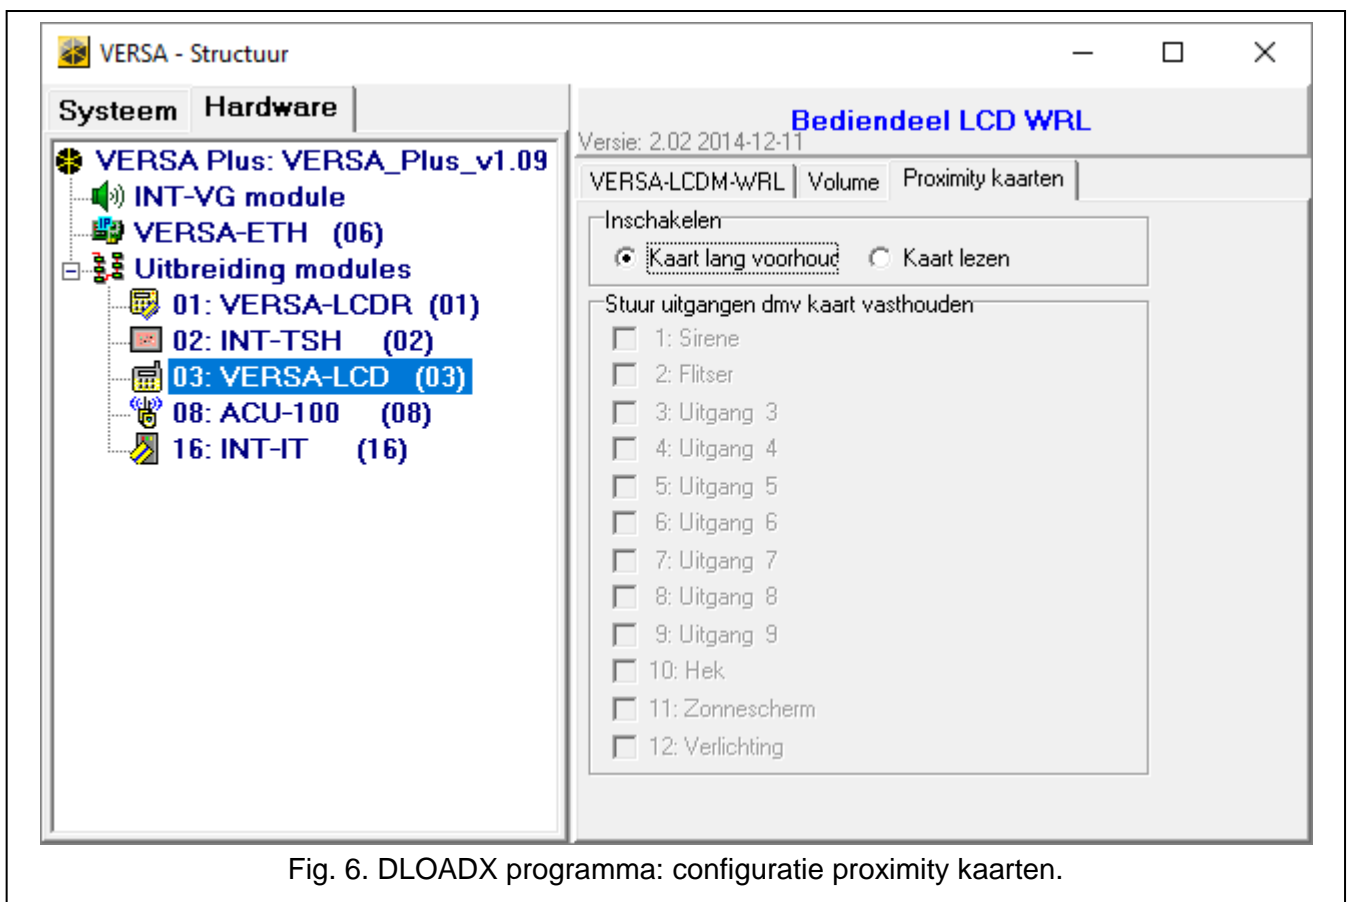 VERSA - Structuur
Systeem Hardware
VERSA Plus: VERSA_Plus_v1.09
INT-VG module
VERSA-ETH (06)
Uitbreiding modules
01: VERSA-LCDR (01)
02: INT-TSH (02)
03: VERSA-LCD (03)
08: ACU-100 (08)
16: INT-IT (16)
Bediendeel LCD WRL
Versie: 2.02 2014-12-11
VERSA-LCDM-WRL Volume Proximity kaarten
Inschakelen
Kaart lang voorhoud Kaart lezen
Stuur uitgangen dmv kaart vasthouden
1: Sirene
2: Flitser
3: Uitgang 3
4: Uitgang 4
5: Uitgang 5
6: Uitgang 6
7: Uitgang 7
8: Uitgang 8
9: Uitgang 9
10: Hek
11: Zonnescherm
12: Verlichting
Fig. 6. DLOADX programma: configuratie proximity kaarten.